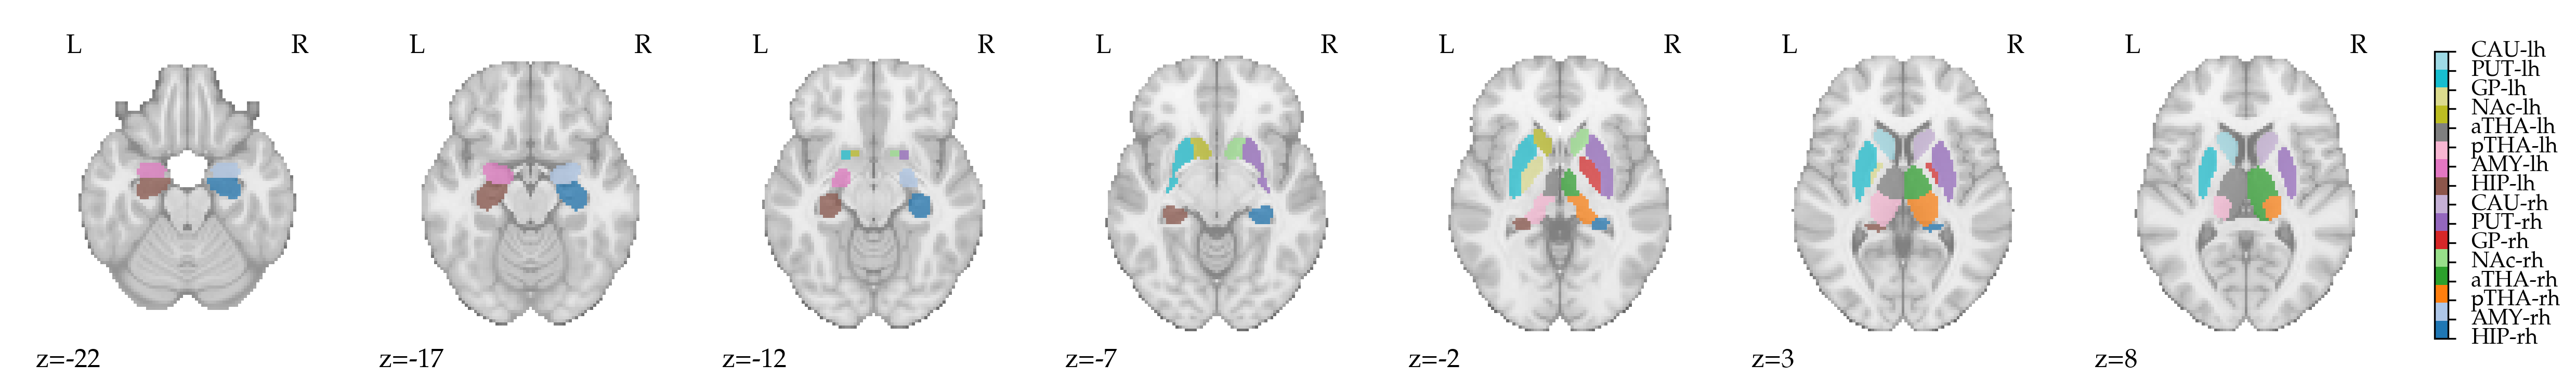 L R L R L R L R L R L R L R
CAU-lh
PUT-lh
GP-lh
NAc-lh
aTHA-lh
pTHA-lh
AMY-lh
HIP-lh
CAU-rh
PUT-rh
GP-rh
NAc-rh
aTHA-rh
pTHA-rh
AMY-rh
HIP-rh
z=-22 z=-17 z=-12 z=-7 z=-2 z=3 z=8